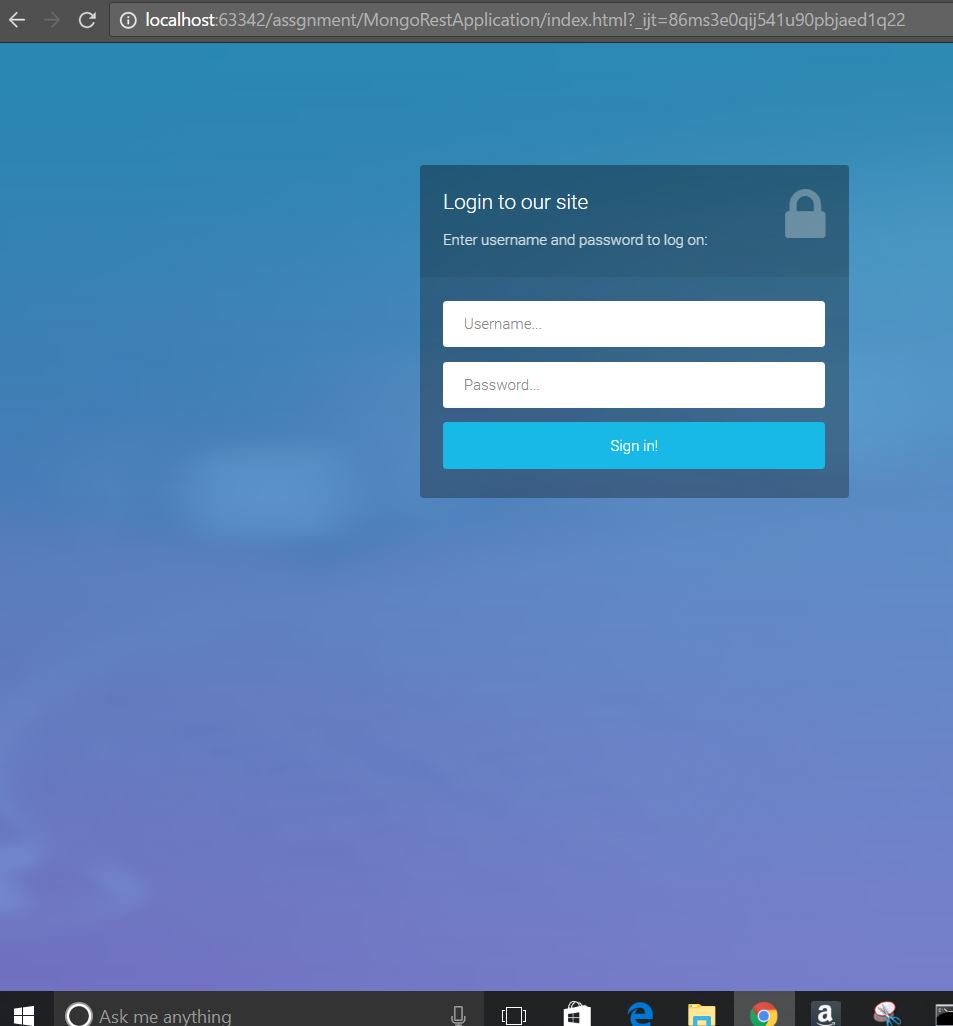 localhost:63342/assgnment/MongoRestApplication/index.html?_ijt=86ms3e0qij541u90pbjaed1q22
Login to our site
Enter username and password to log on:
Username...
Password...
Sign in!
Ask me anything